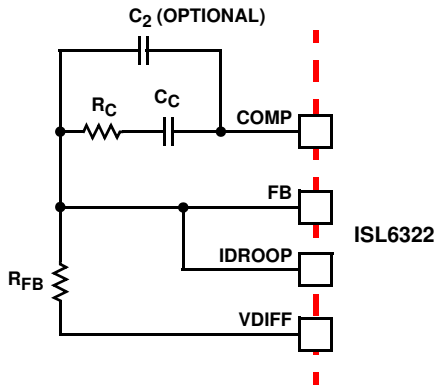 C2 (OPTIONAL)
RC
CC
COMP
FB
ISL6322
IDROOP
RFB
VDIFF